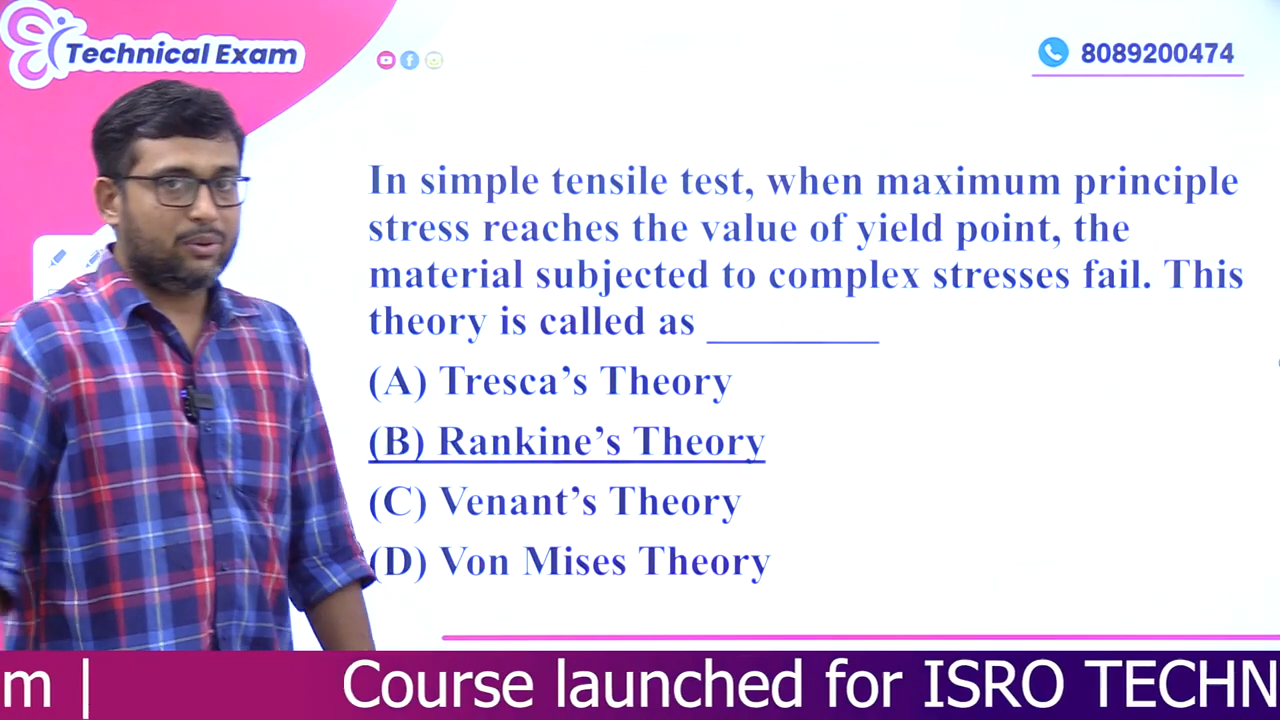 Technical Exam
8089200474
In simple tensile test, when maximum principle
stress reaches the value of yield point, the
material subjected to complex stresses fail. This
theory is called as ________
(A) Tresca's Theory
(B) Rankine's Theory
(C) Venant's Theory
(D) Von Mises Theory
m | Course launched for ISRO TECHN